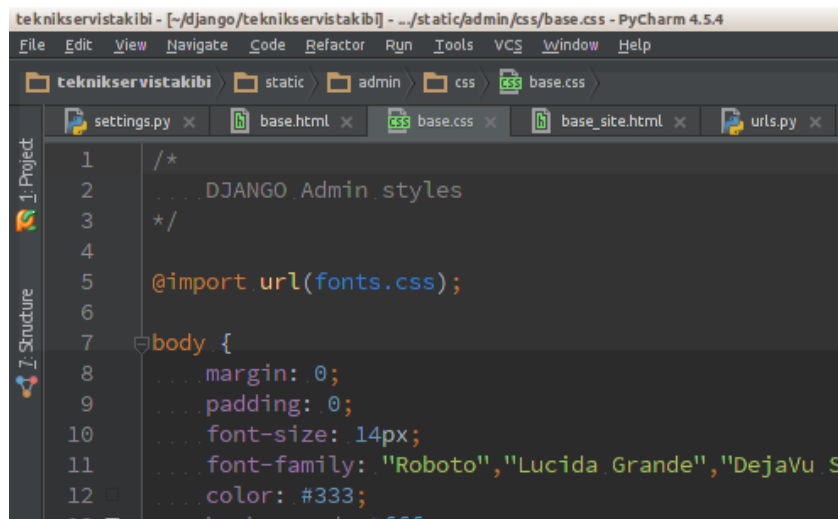 teknikservistakibi - [~/django/teknikservistakibi] - .../static/admin/css/base.css - PyCharm 4.5.4
File Edit View Navigate Code Refactor Run Tools VCS Window Help
teknikservistakibi static admin css base.css
settings.py base.html base.css base_site.html urls.py
1: Project
7: Structure
1 /*
2 DJANGO Admin styles
3 */
4
5 @import url(fonts.css);
6
7 body {
8 margin: 0;
9 padding: 0;
10 font-size: 14px;
11 font-family: "Roboto","Lucida Grande","DejaVu S
12 color: #333;